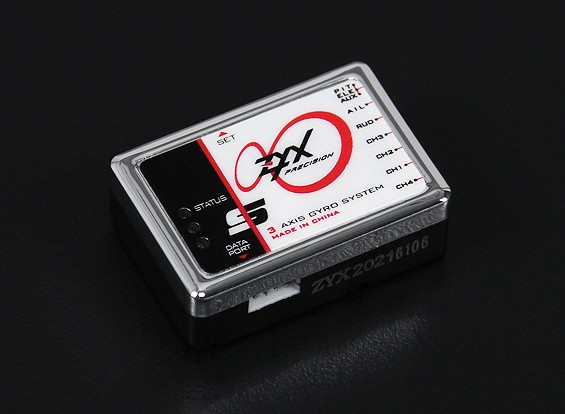 SET
ZYX
PRECISION
STATUS
S
3 AXIS GYRO SYSTEM
MADE IN CHINA
DATA
PORT
PIT
ELE
AUX
AIL
RUD
CH3
CH2
CH1
CH4
ZYX20216106